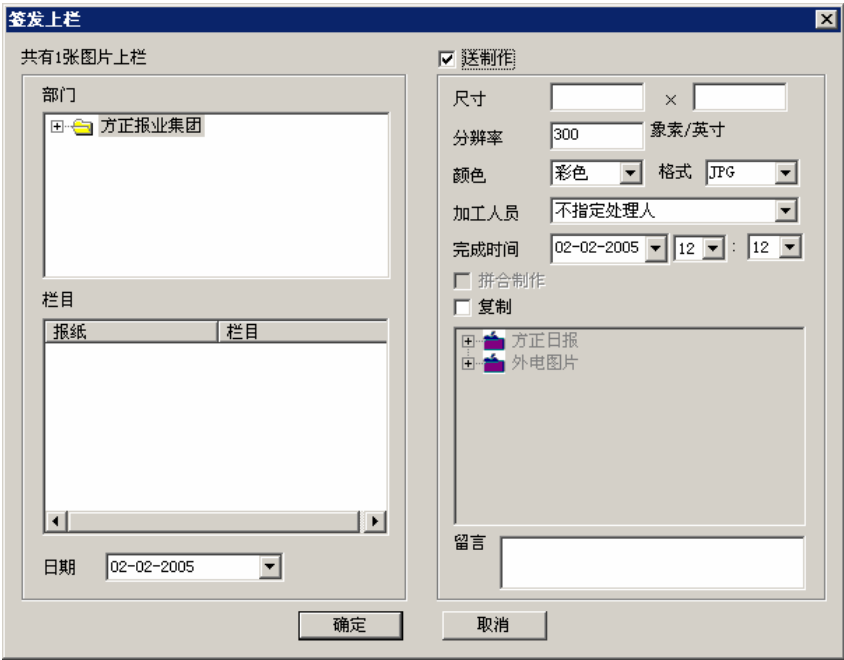 签发上栏
共有1张图片上栏
部门
方正报业集团
栏目
报纸 栏目
日期 02-02-2005
送制作
尺寸 ×
分辨率 300 象素/英寸
颜色 彩色 格式 JPG
加工人员 不指定处理人
完成时间 02-02-2005 12 : 12
拼合制作
复制
方正日报
外电图片
留言
确定 取消